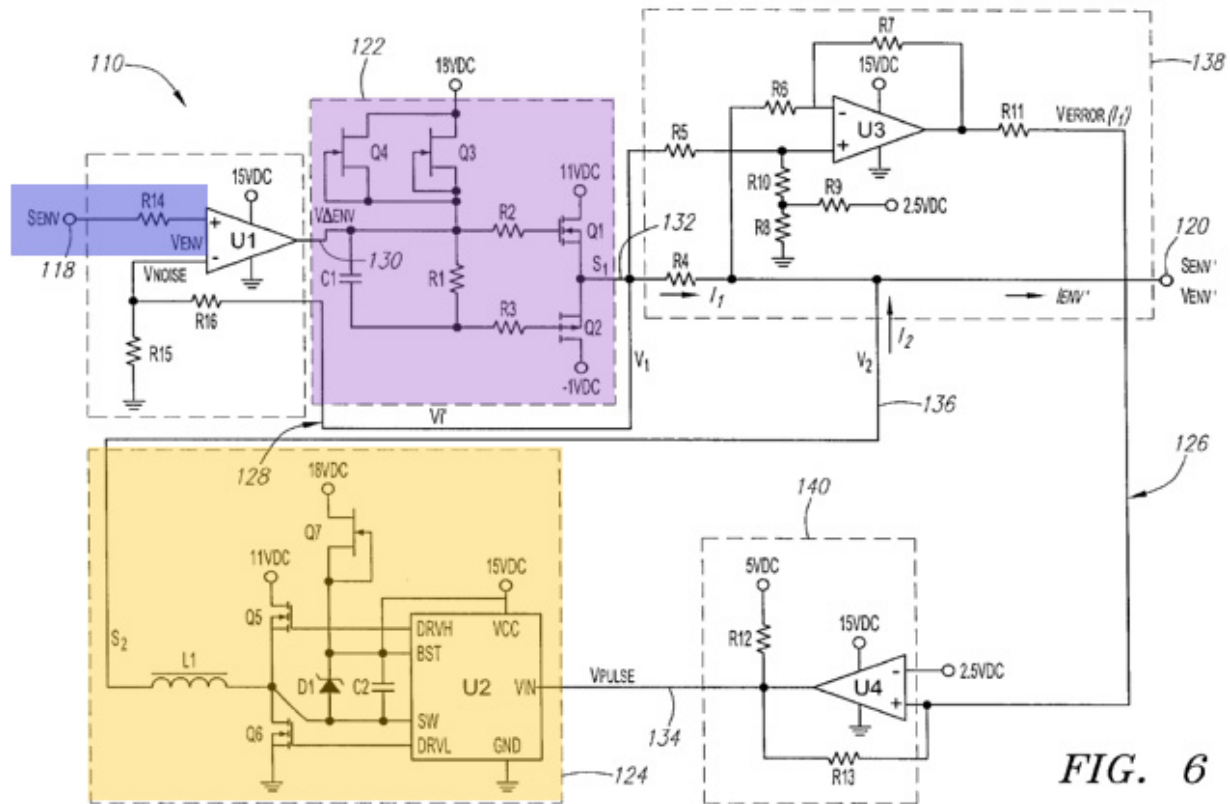 110
122
18VDC
Q4
Q3
15VDC
SENV
R14
118
VENV
U1
VNOISE
R16
R15
VΔENV
130
C1
R1
R2
R3
11VDC
Q1
S1
Q2
-1VDC
132
128
V1'
V1
138
R7
15VDC
R6
U3
R5
R11
VERROR(I1)
R10
R9
2.5VDC
R8
R4
I1
IENV'
120
SENV'
VENV'
I2
V2
136
126
18VDC
Q7
11VDC
15VDC
Q5
DRVH
VCC
BST
S2
L1
D1
C2
U2
VIN
SW
Q6
DRVL
GND
124
VPULSE
134
140
5VDC
R12
15VDC
2.5VDC
U4
R13
FIG. 6